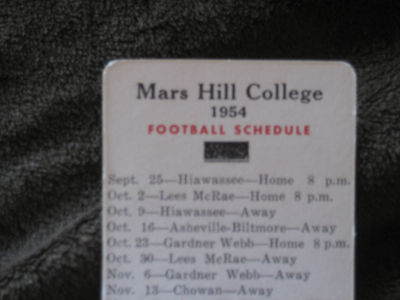 Mars Hill College
1954
FOOTBALL SCHEDULE
Sept. 25—Hiawassee—Home 8 p.m.
Oct. 2—Lees McRae—Home 8 p.m.
Oct. 9—Hiawassee—Away
Oct. 16—Asheville-Biltmore—Away
Oct. 23—Gardner Webb—Home 8 p.m.
Oct. 30—Lees McRae—Away
Nov. 6—Gardner Webb—Away
Nov. 13—Chowan—Away